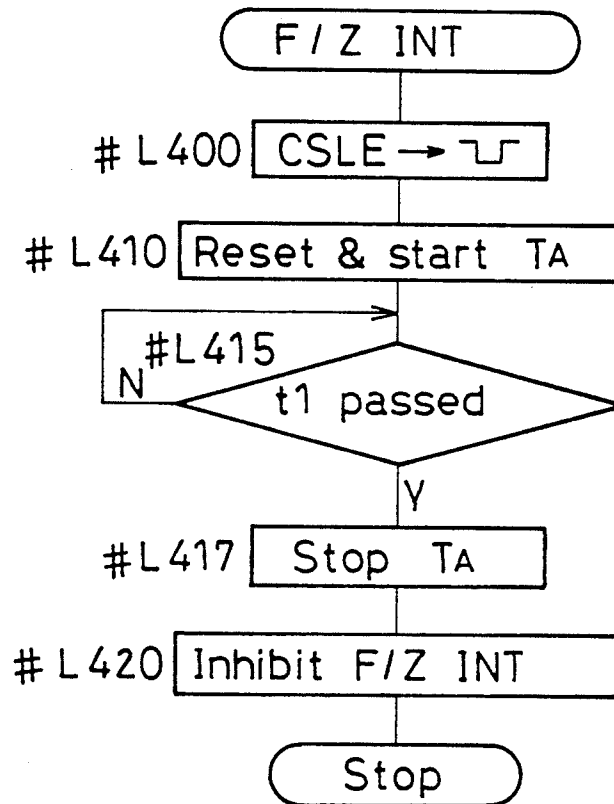 F/Z INT
#L400 CSLE →
#L410 Reset & start TA
#L415
N
t1 passed
Y
#L417 Stop TA
#L420 Inhibit F/Z INT
Stop